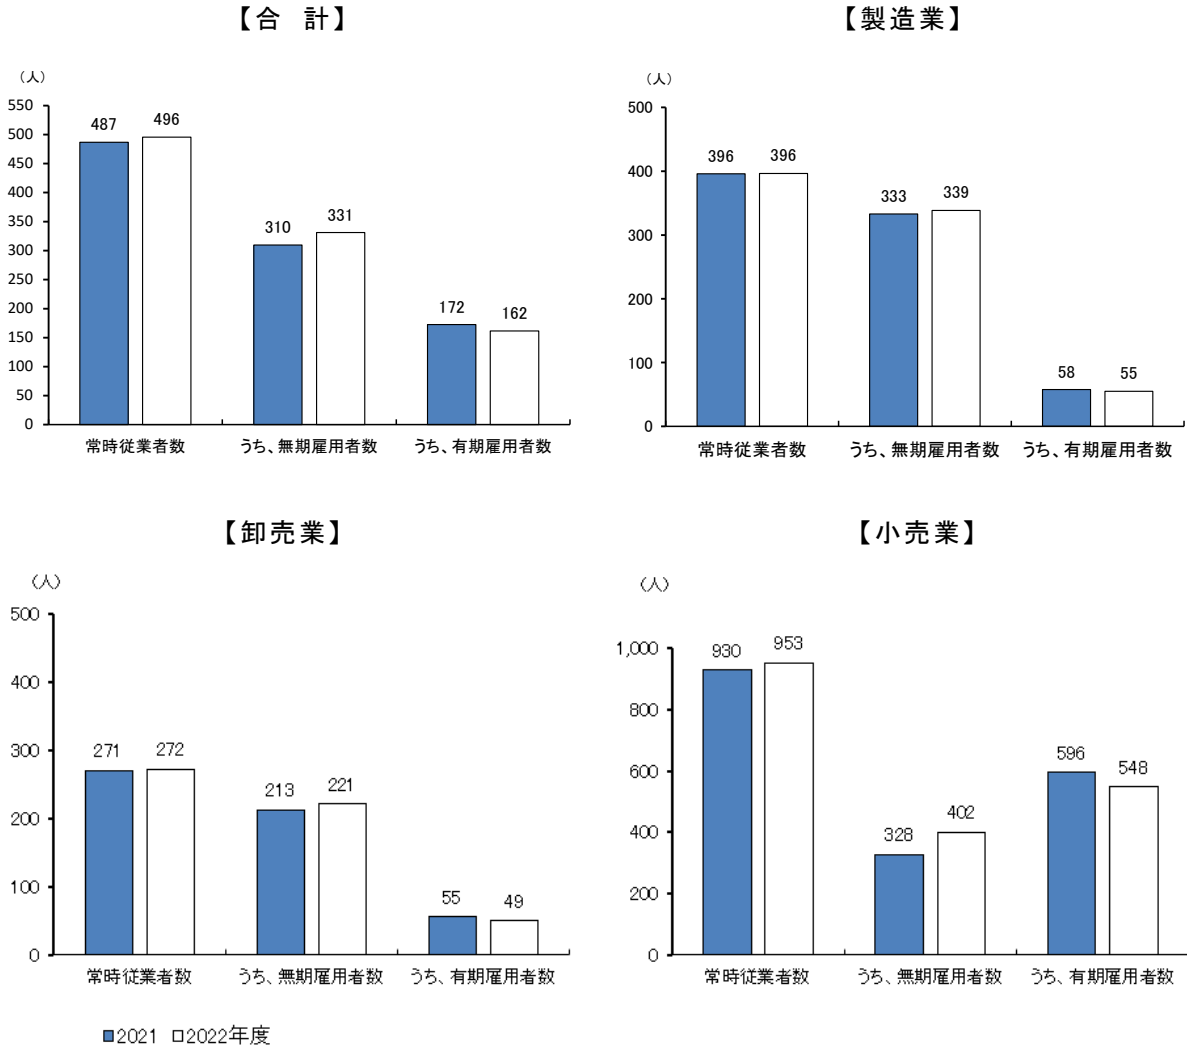 【合　計】
（人）
550
500
450
400
350
300
250
200
150
100
50
0
487
496
310
331
172
162
常時従業者数
うち、無期雇用者数
うち、有期雇用者数
【製造業】
（人）
500
400
300
200
100
0
396
396
333
339
58
55
常時従業者数
うち、無期雇用者数
うち、有期雇用者数
【卸売業】
（人）
500
400
300
200
100
0
271
272
213
221
55
49
常時従業者数
うち、無期雇用者数
うち、有期雇用者数
【小売業】
（人）
1,000
800
600
400
200
0
930
953
328
402
596
548
常時従業者数
うち、無期雇用者数
うち、有期雇用者数
2021 2022年度